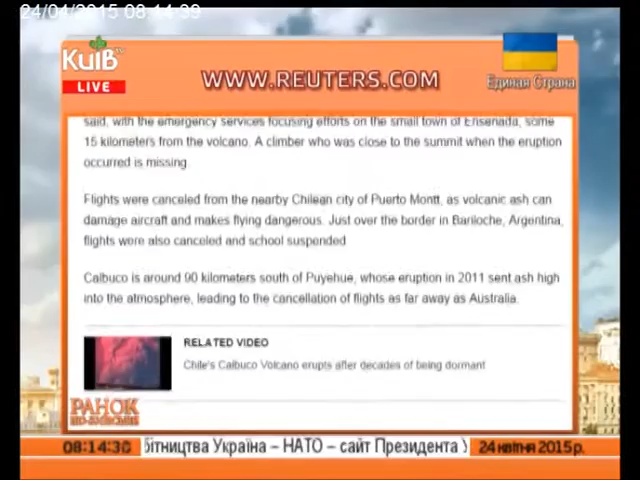 24/04/2015 08:14:39
КиїВ TV
LIVE
WWW.REUTERS.COM
Единая Страна
said, with the emergency services focusing efforts on the small town of Ensenada, some
15 kilometers from the volcano. A climber who was close to the summit when the eruption
occurred is missing.
Flights were canceled from the nearby Chilean city of Puerto Montt, as volcanic ash can
damage aircraft and makes flying dangerous. Just over the border in Bariloche, Argentina,
flights were also canceled and school suspended
Calbuco is around 90 kilometers south of Puyehue, whose eruption in 2011 sent ash high
into the atmosphere, leading to the cancellation of flights as far away as Australia.
RELATED VIDEO
Chile's Calbuco Volcano erupts after decades of being dormant
РАНОК
ПО-КИЇВСЬКИ
08:14:30 бітництва Україна – НАТО – сайт Президента У 24 квітня 2015р.